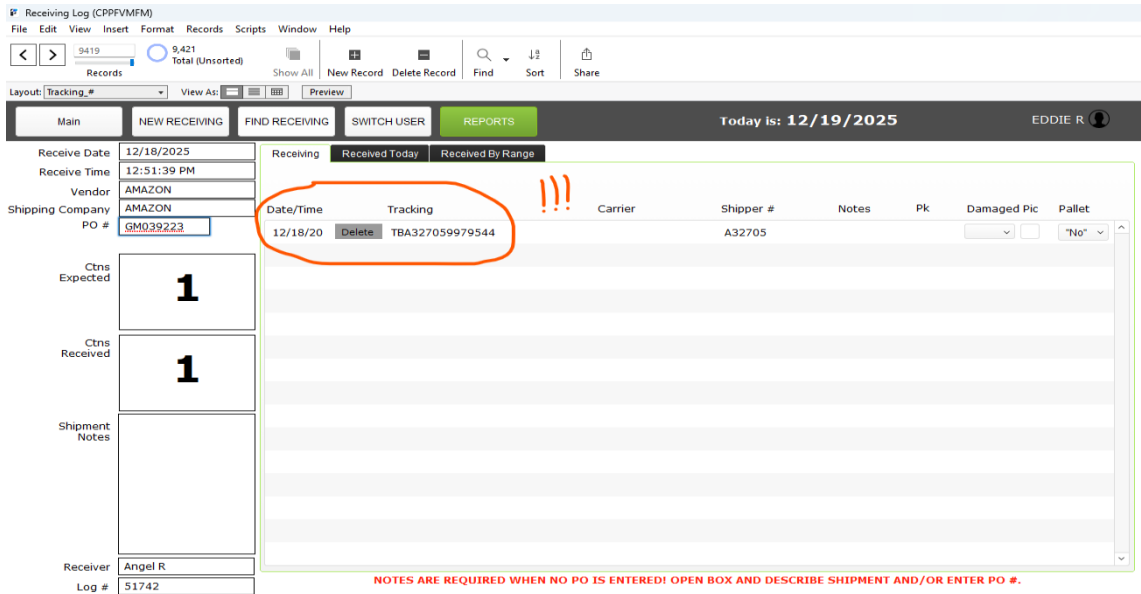 Receiving Log (CPPFVMFM)
File Edit View Insert Format Records Scripts Window Help
9419
Records
9,421
Total (Unsorted)
Show All New Record Delete Record Find Sort Share
Layout: Tracking_# View As: Preview
Main NEW RECEIVING FIND RECEIVING SWITCH USER REPORTS Today is: 12/19/2025 EDDIE R
Receive Date 12/18/2025
Receive Time 12:51:39 PM
Vendor AMAZON
Shipping Company AMAZON
PO # GM039223
Ctns
Expected
1
Ctns
Received
1
Shipment
Notes
Receiver Angel R
Log # 51742
Receiving Received Today Received By Range
!!!
Date/Time Tracking Carrier Shipper # Notes Pk Damaged Pic Pallet
12/18/20 Delete TBA327059979544 A32705 "No"
NOTES ARE REQUIRED WHEN NO PO IS ENTERED! OPEN BOX AND DESCRIBE SHIPMENT AND/OR ENTER PO #.